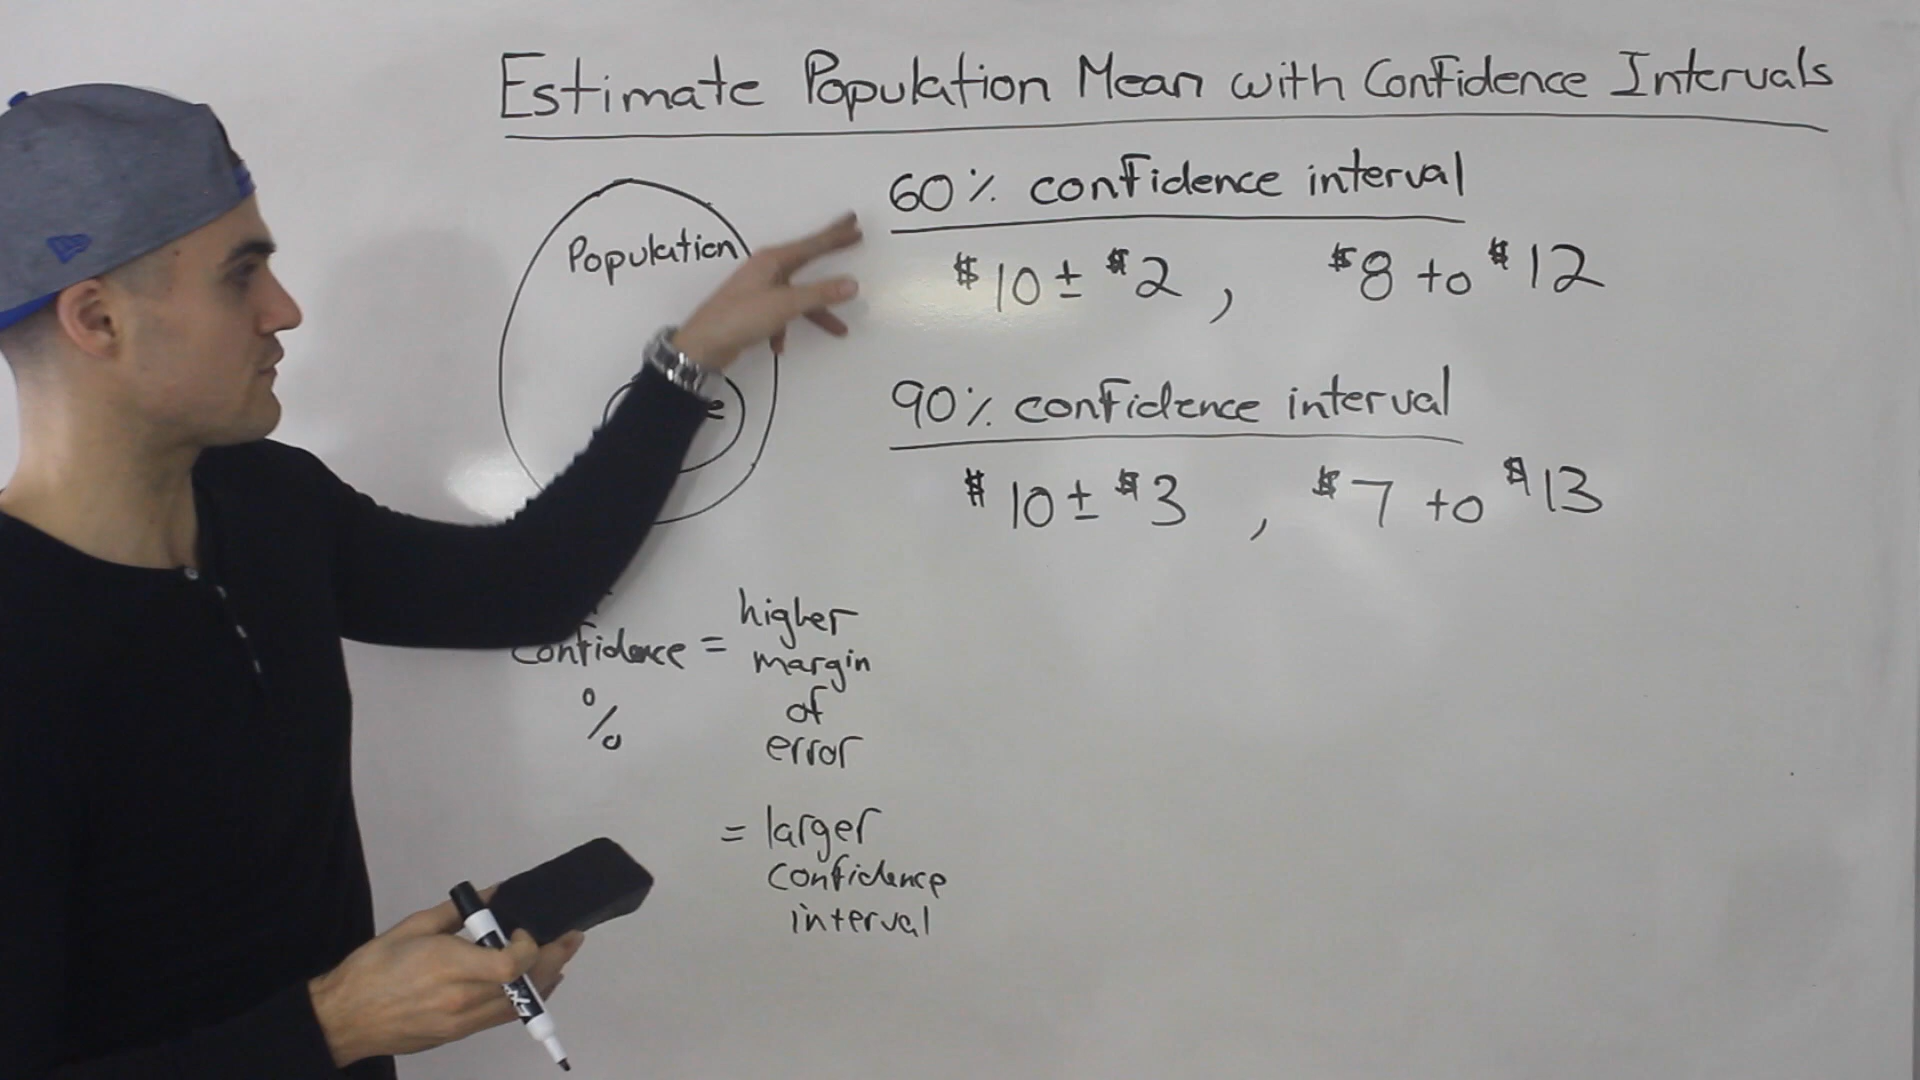 Estimate Population Mean with Confidence Intervals
Population
60% confidence interval
$10 ± $2 , $8 to $12
90% confidence interval
$10 ± $3 , $7 to $13
confidence = higher
margin
% of
error
= larger
confidence
interval